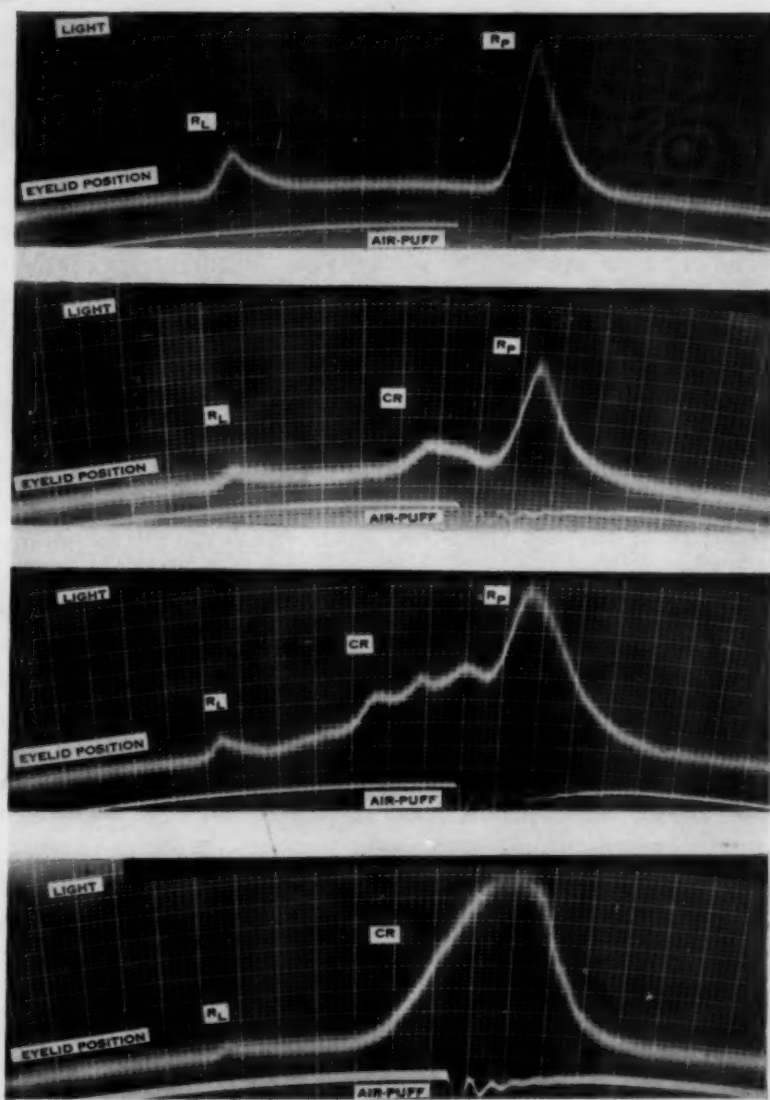 LIGHT
RP
RL
EYELID POSITION
AIR-PUFF
LIGHT
RP
CR
RL
EYELID POSITION
AIR-PUFF
LIGHT
RP
CR
RL
EYELID POSITION
AIR-PUFF
LIGHT
CR
RL
EYELID POSITION
AIR-PUFF